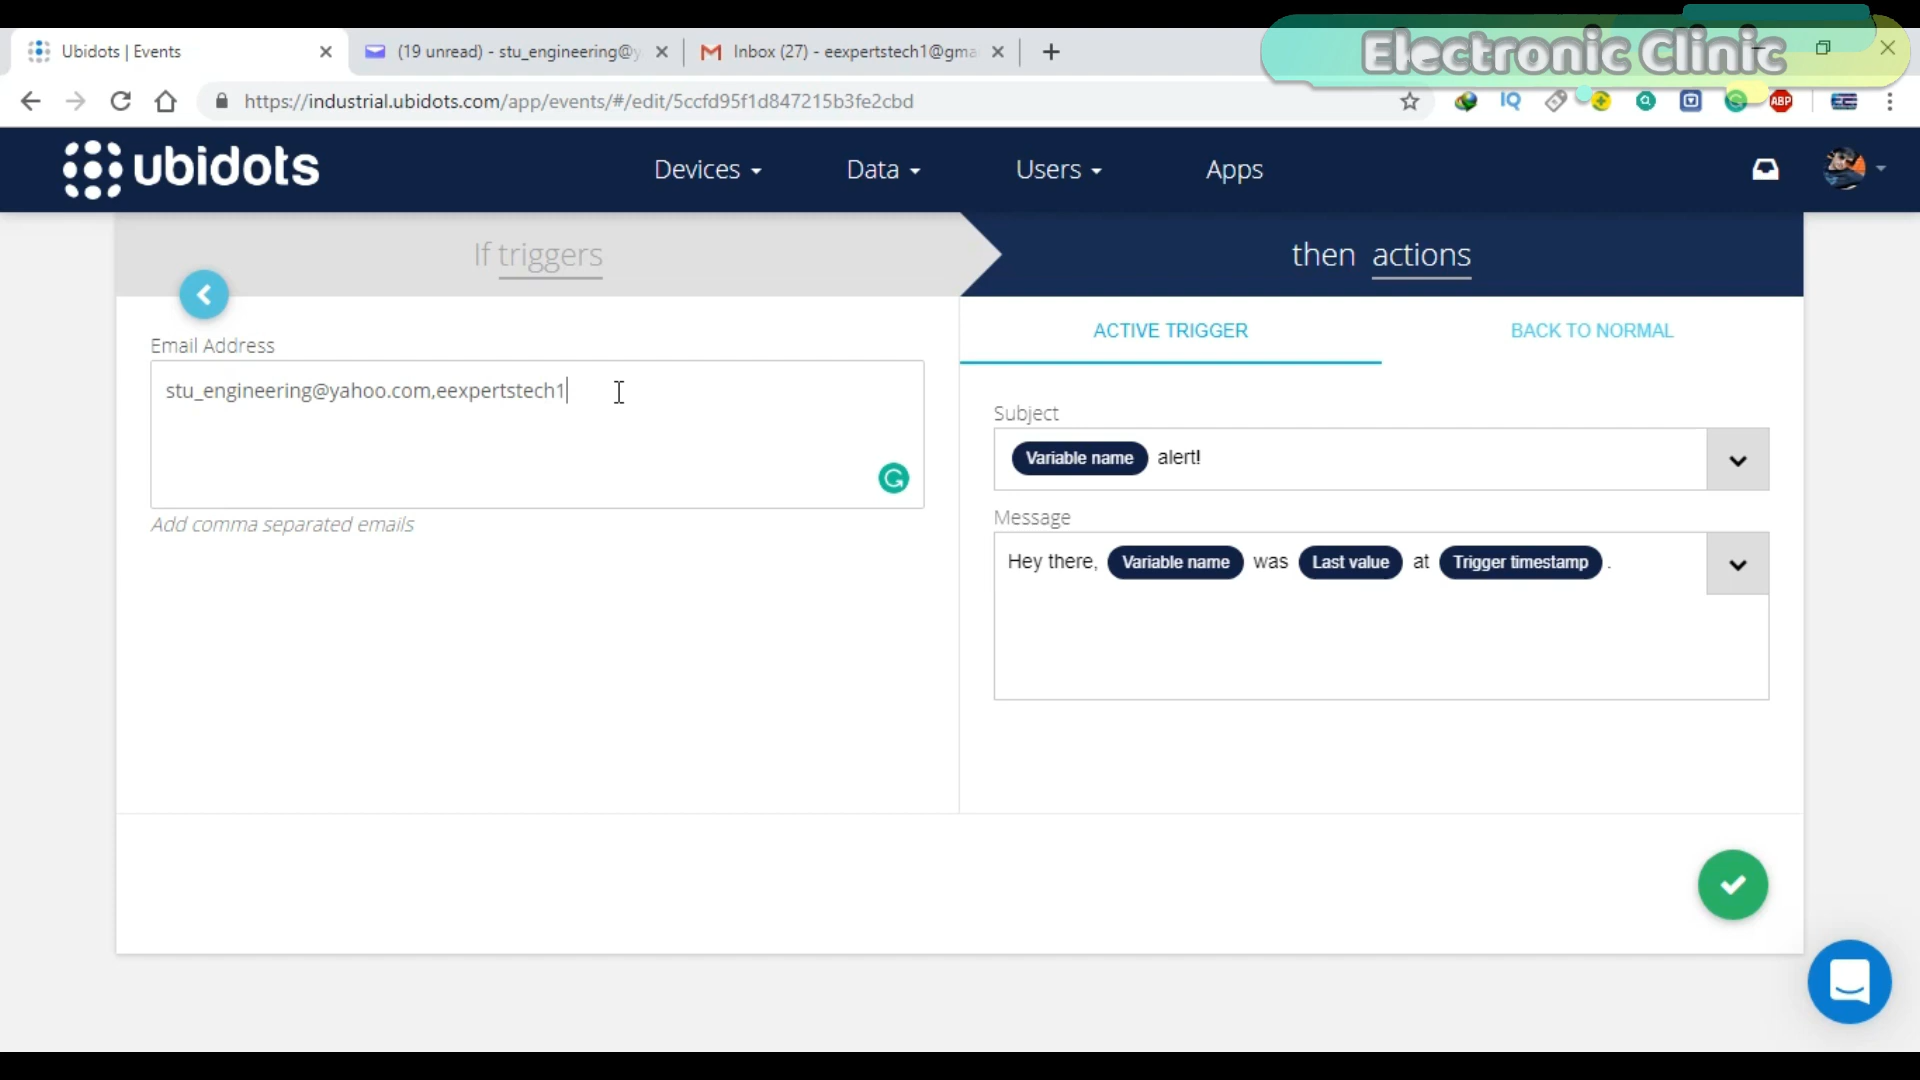 Electronic Clinic
Ubidots | Events
(19 unread) - stu_engineering@y
Inbox (27) - eexpertstech1@gma
https://industrial.ubidots.com/app/events/#/edit/5ccfd95f1d847215b3fe2cbd
IQ
ABP
ubidots
Devices
Data
Users
Apps
If triggers
then actions
Email Address
stu_engineering@yahoo.com,eexpertstech1
Add comma separated emails
ACTIVE TRIGGER
BACK TO NORMAL
Subject
Variable name alert!
Message
Hey there, Variable name was Last value at Trigger timestamp .